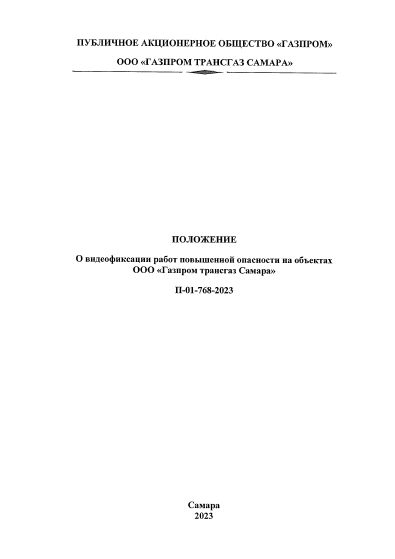 ПУБЛИЧНОЕ АКЦИОНЕРНОЕ ОБЩЕСТВО «ГАЗПРОМ»
ООО «ГАЗПРОМ ТРАНСГАЗ САМАРА»
ПОЛОЖЕНИЕ
О видеофиксации работ повышенной опасности на объектах
ООО «Газпром трансгаз Самара»
П-01-768-2023
Самара
2023